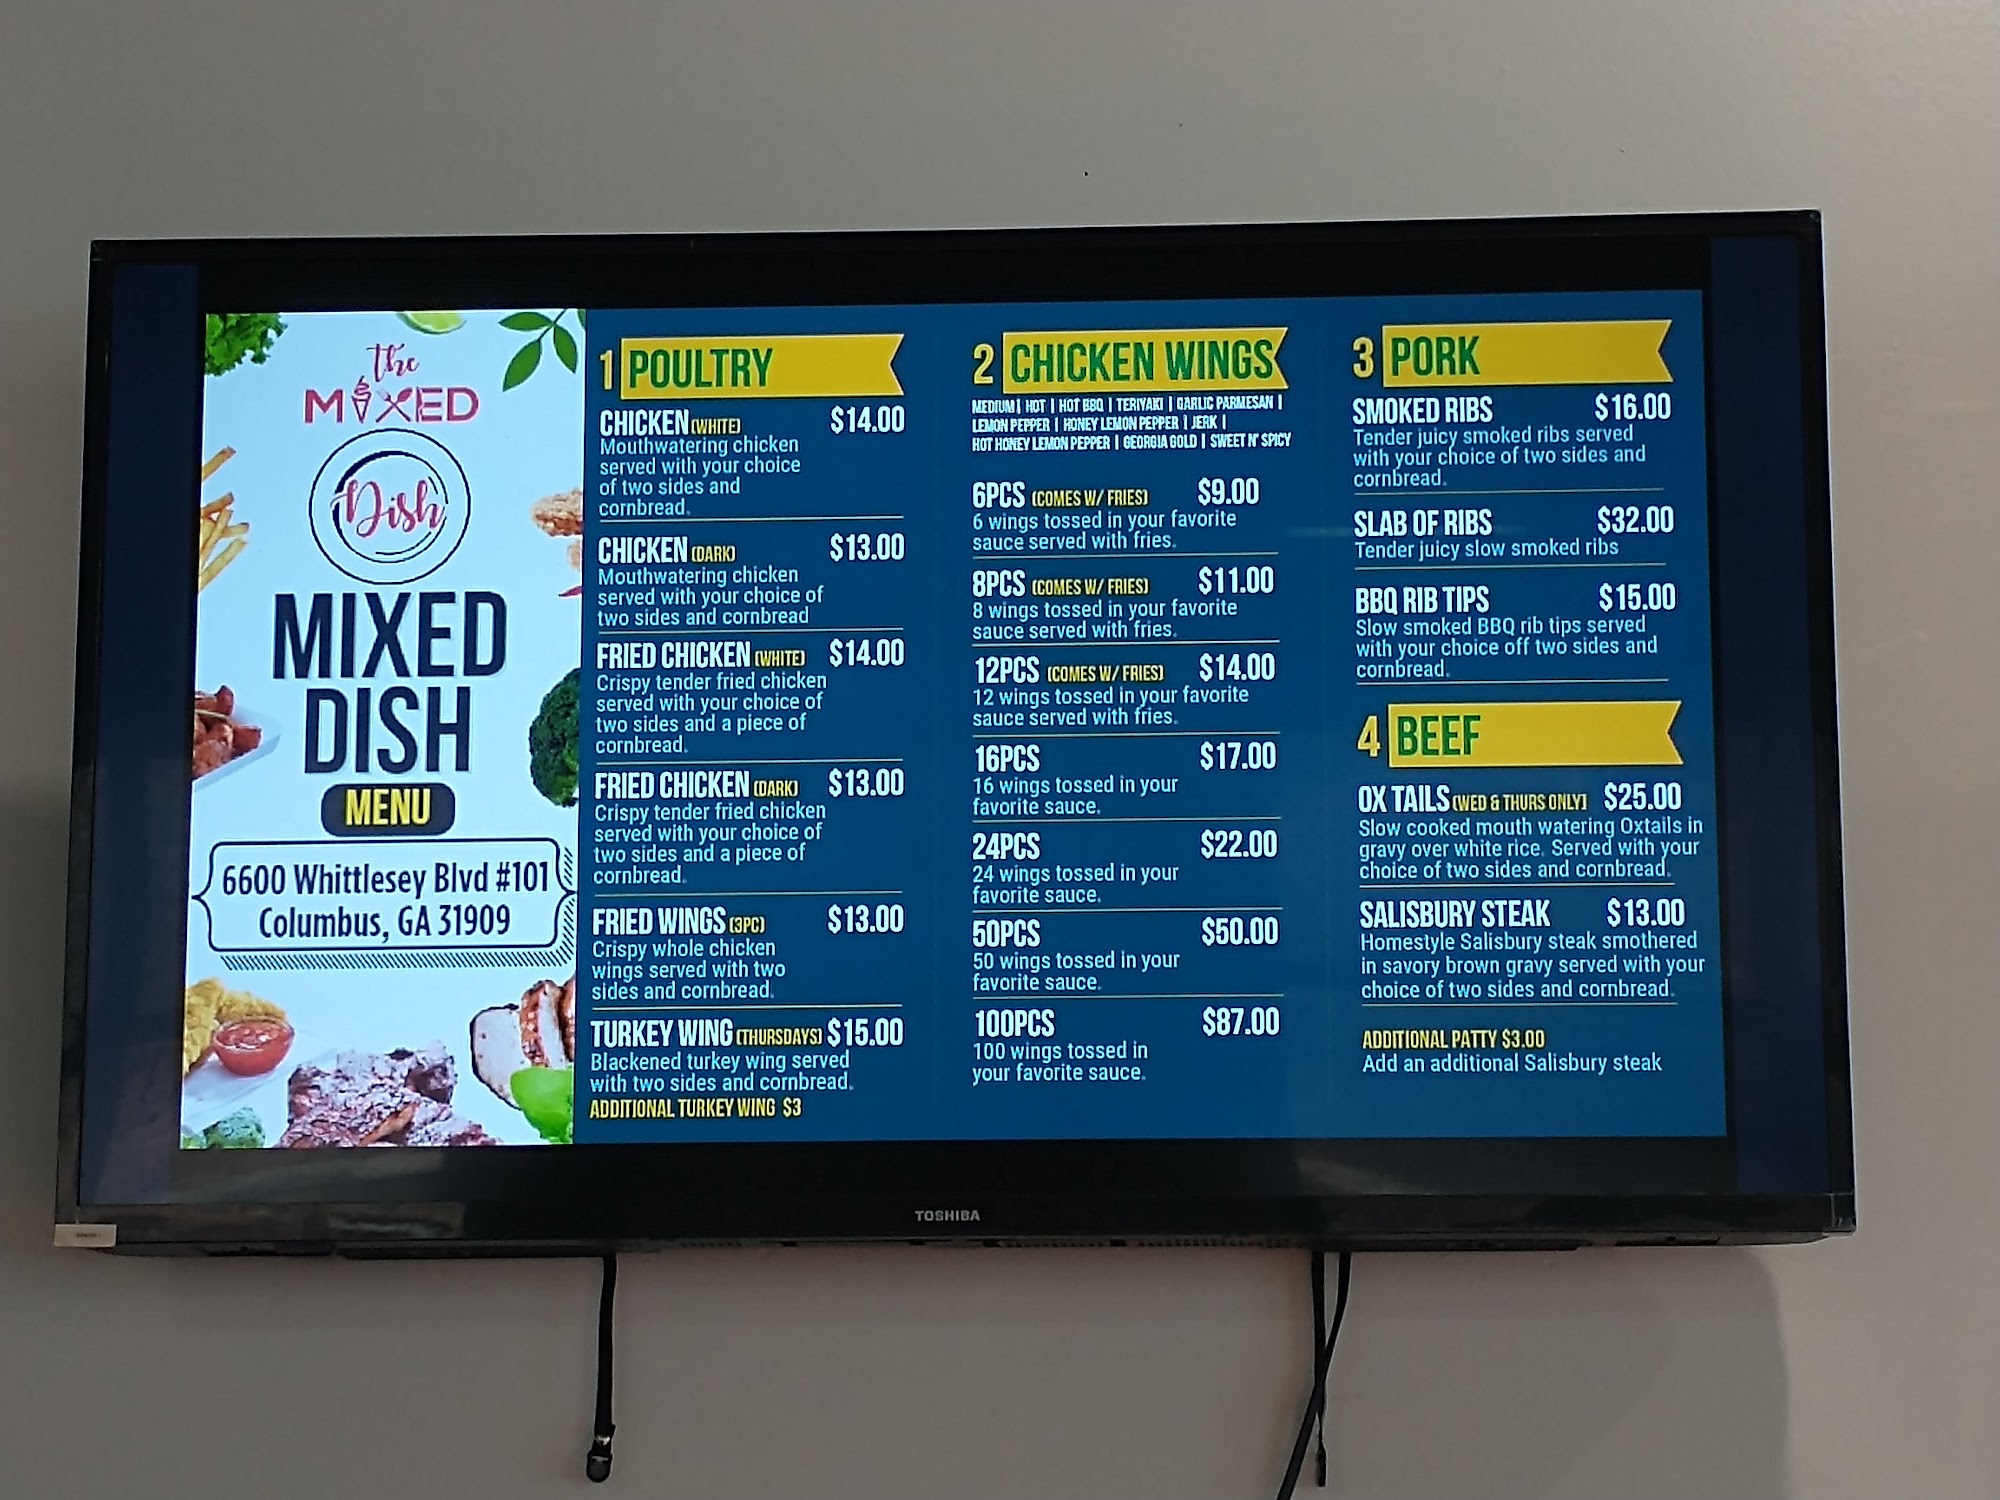 the
MIXED
Dish
MIXED
DISH
MENU
6600 Whittlesey Blvd #101
Columbus, GA 31909
1 POULTRY
CHICKEN (WHITE) $14.00
Mouthwatering chicken
served with your choice
of two sides and
cornbread.
CHICKEN (DARK) $13.00
Mouthwatering chicken
served with your choice of
two sides and cornbread
FRIED CHICKEN (WHITE) $14.00
Crispy tender fried chicken
served with your choice of
two sides and a piece of
cornbread.
FRIED CHICKEN (DARK) $13.00
Crispy tender fried chicken
served with your choice of
two sides and a piece of
cornbread.
FRIED WINGS (3PC) $13.00
Crispy whole chicken
wings served with two
sides and cornbread.
TURKEY WING (THURSDAYS) $15.00
Blackened turkey wing served
with two sides and cornbread.
ADDITIONAL TURKEY WING $3
2 CHICKEN WINGS
MEDIUM | HOT | HOT BBQ | TERIYAKI | GARLIC PARMESAN |
LEMON PEPPER | HONEY LEMON PEPPER | JERK |
HOT HONEY LEMON PEPPER | GEORGIA GOLD | SWEET N' SPICY
6PCS (COMES W/ FRIES) $9.00
6 wings tossed in your favorite
sauce served with fries.
8PCS (COMES W/ FRIES) $11.00
8 wings tossed in your favorite
sauce served with fries.
12PCS (COMES W/ FRIES) $14.00
12 wings tossed in your favorite
sauce served with fries.
16PCS $17.00
16 wings tossed in your
favorite sauce.
24PCS $22.00
24 wings tossed in your
favorite sauce.
50PCS $50.00
50 wings tossed in your
favorite sauce.
100PCS $87.00
100 wings tossed in
your favorite sauce.
3 PORK
SMOKED RIBS $16.00
Tender juicy smoked ribs served
with your choice of two sides and
cornbread.
SLAB OF RIBS $32.00
Tender juicy slow smoked ribs
BBQ RIB TIPS $15.00
Slow smoked BBQ rib tips served
with your choice off two sides and
cornbread.
4 BEEF
OX TAILS (WED & THURS ONLY) $25.00
Slow cooked mouth watering Oxtails in
gravy over white rice. Served with your
choice of two sides and cornbread.
SALISBURY STEAK $13.00
Homestyle Salisbury steak smothered
in savory brown gravy served with your
choice of two sides and cornbread.
ADDITIONAL PATTY $3.00
Add an additional Salisbury steak
TOSHIBA